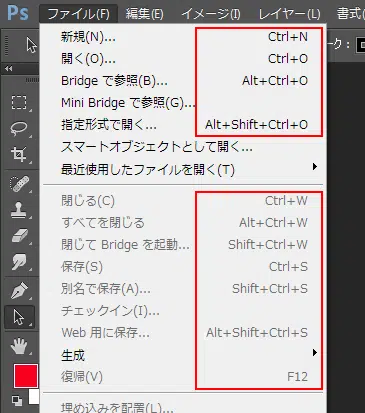 Ps ファイル(F) 編集(E) イメージ(I) レイヤー(L) 書式
新規(N)... Ctrl+N
開く(O)... Ctrl+O
Bridge で参照(B)... Alt+Ctrl+O
Mini Bridge で参照(G)...
指定形式で開く... Alt+Shift+Ctrl+O
スマートオブジェクトとして開く...
最近使用したファイルを開く(T)
閉じる(C) Ctrl+W
すべてを閉じる Alt+Ctrl+W
閉じて Bridge を起動... Shift+Ctrl+W
保存(S) Ctrl+S
別名で保存(A)... Shift+Ctrl+S
チェックイン(I)...
Web 用に保存... Alt+Shift+Ctrl+S
生成
復帰(V) F12
埋め込みを配置(L)...